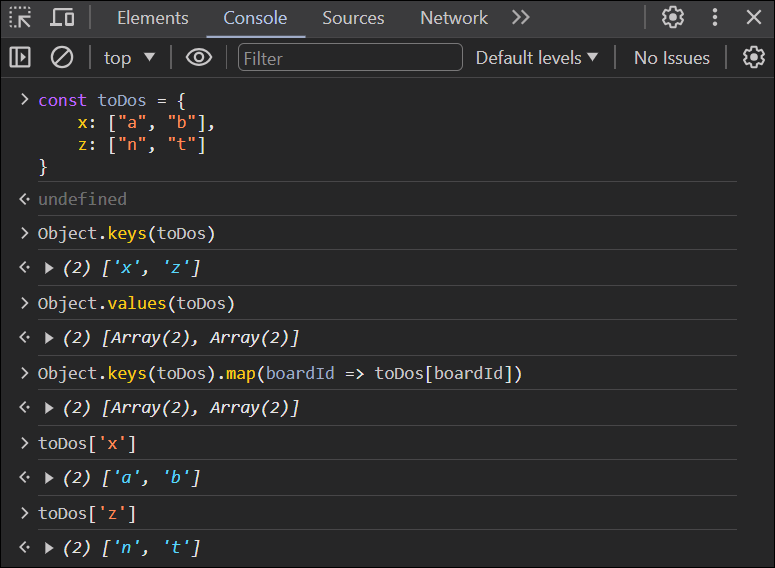 Elements Console Sources Network
top Filter Default levels No Issues
const toDos = {
    x: ["a", "b"],
    z: ["n", "t"]
}
undefined
Object.keys(toDos)
(2) ['x', 'z']
Object.values(toDos)
(2) [Array(2), Array(2)]
Object.keys(toDos).map(boardId => toDos[boardId])
(2) [Array(2), Array(2)]
toDos['x']
(2) ['a', 'b']
toDos['z']
(2) ['n', 't']